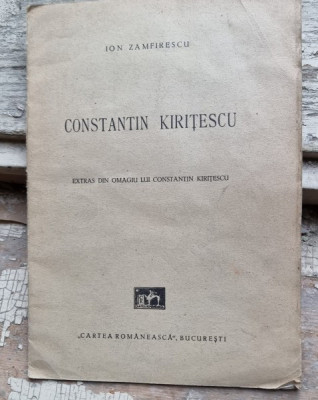 ION ZAMFIRESCU
CONSTANTIN KIRIȚESCU
EXTRAS DIN OMAGIU LUI CONSTANTIN KIRIȚESCU
„CARTEA ROMÂNEASCĂ", BUCUREȘTI